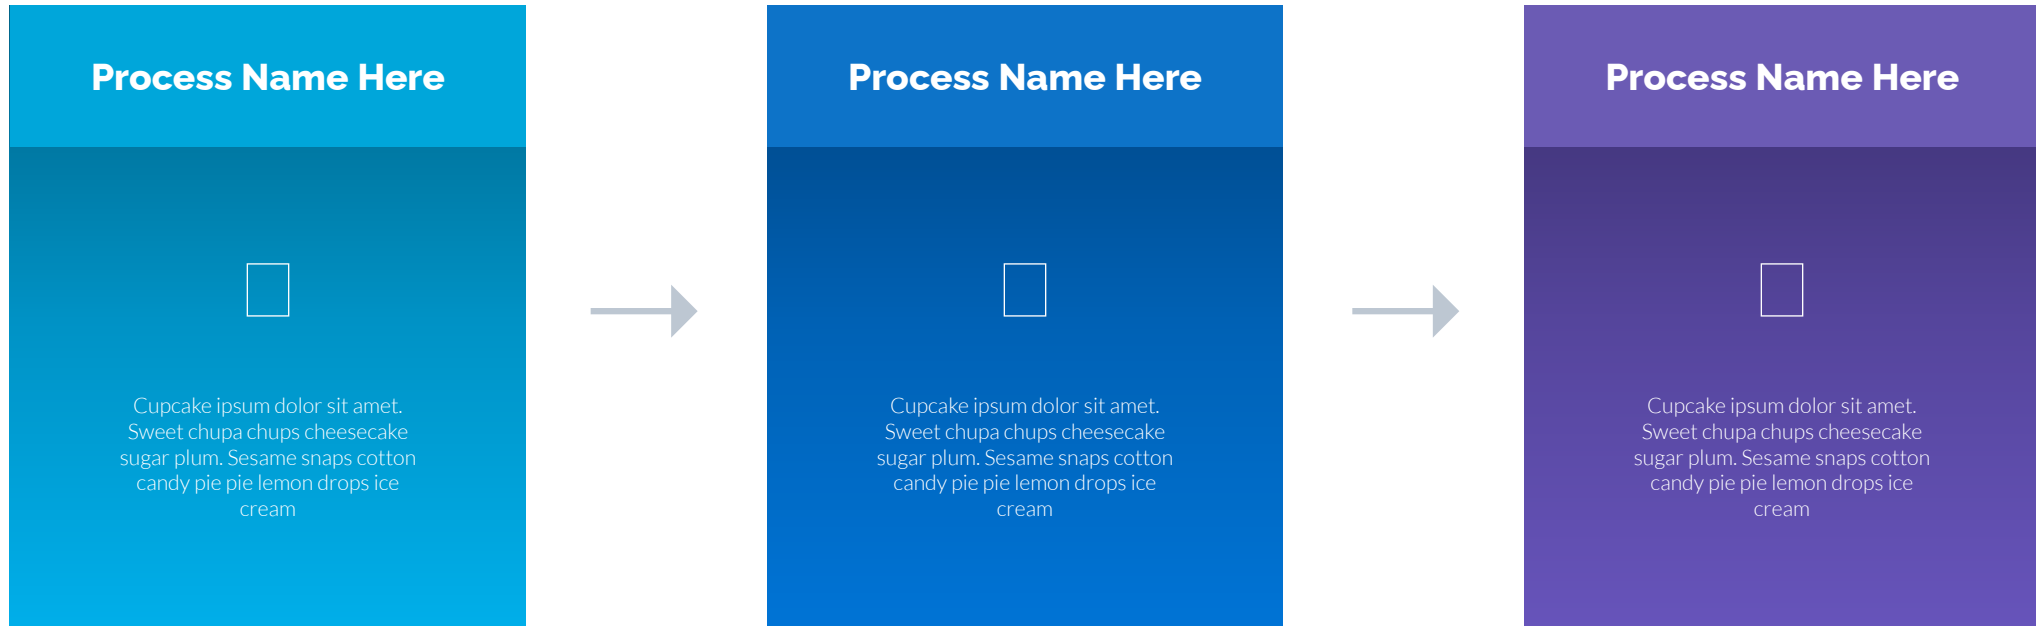 Process Name Here
Cupcake ipsum dolor sit amet.
Sweet chupa chups cheesecake
sugar plum. Sesame snaps cotton
candy pie pie lemon drops ice
cream
Process Name Here
Cupcake ipsum dolor sit amet.
Sweet chupa chups cheesecake
sugar plum. Sesame snaps cotton
candy pie pie lemon drops ice
cream
Process Name Here
Cupcake ipsum dolor sit amet.
Sweet chupa chups cheesecake
sugar plum. Sesame snaps cotton
candy pie pie lemon drops ice
cream